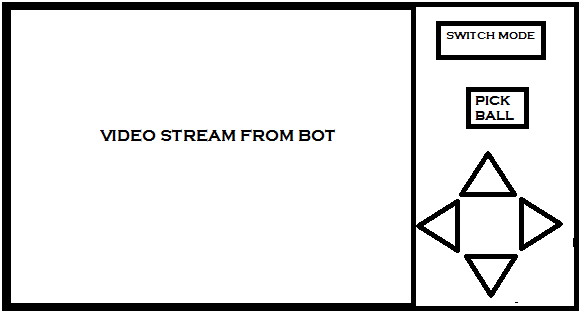 SWITCH MODE
PICK
BALL
VIDEO STREAM FROM BOT